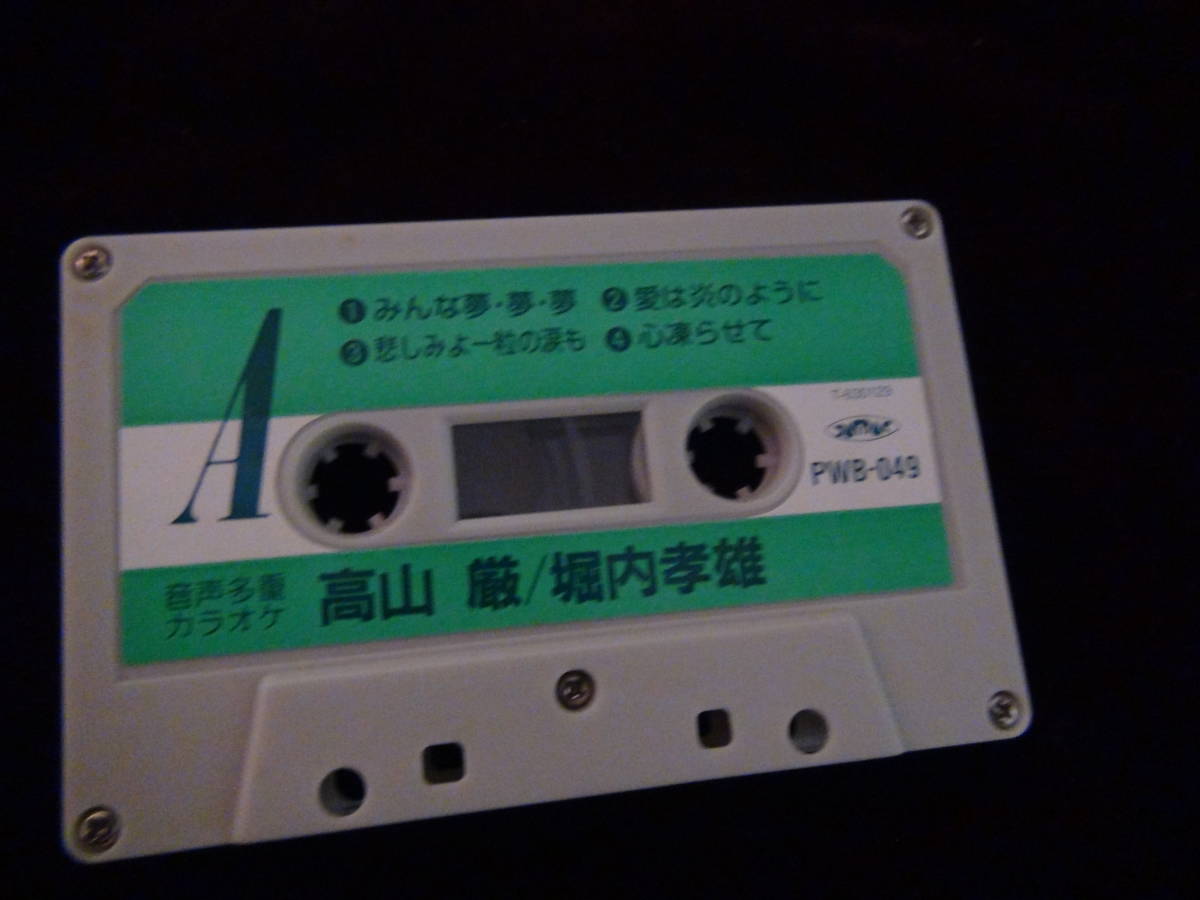 A
❶みんな夢・夢・夢 ❷愛は炎のように
❸悲しみよ一粒の涙も ❹心凍らせて
PWB-049
音声多重
カラオケ
高山 厳/堀内孝雄